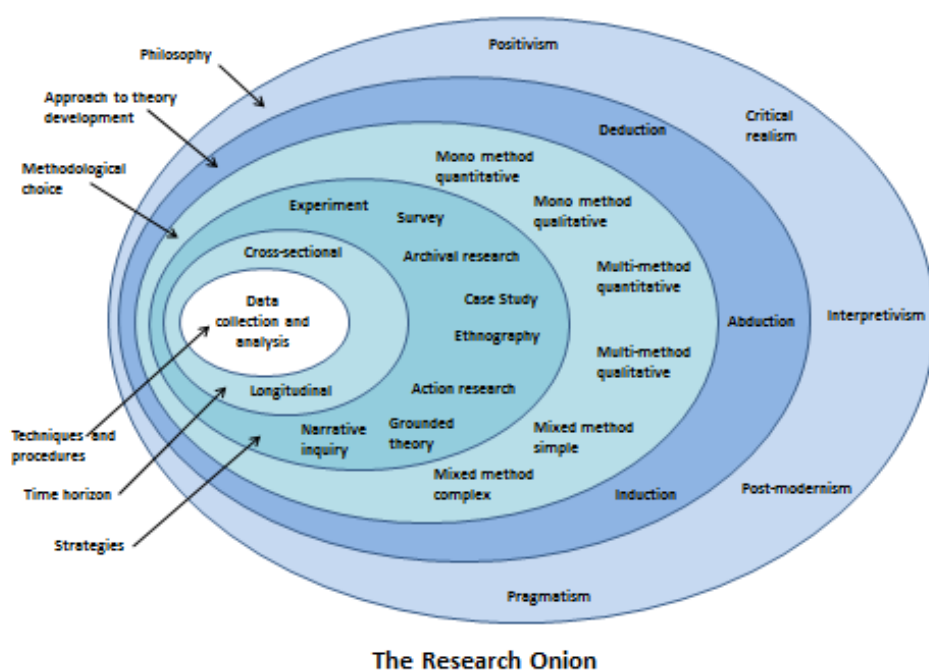 Positivism
Philosophy
Approach to theory
development
Critical
realism
Deduction
Mono method
quantitative
Methodological
choice
Experiment
Survey
Mono method
qualitative
Cross-sectional
Archival research
Multi-method
quantitative
Data
collection and
analysis
Case Study
Ethnography
Abduction
Interpretivism
Multi-method
qualitative
Longitudinal
Action research
Techniques and
procedures
Narrative
inquiry
Grounded
theory
Mixed method
simple
Mixed method
complex
Time horizon
Induction
Post-modernism
Strategies
Pragmatism
The Research Onion